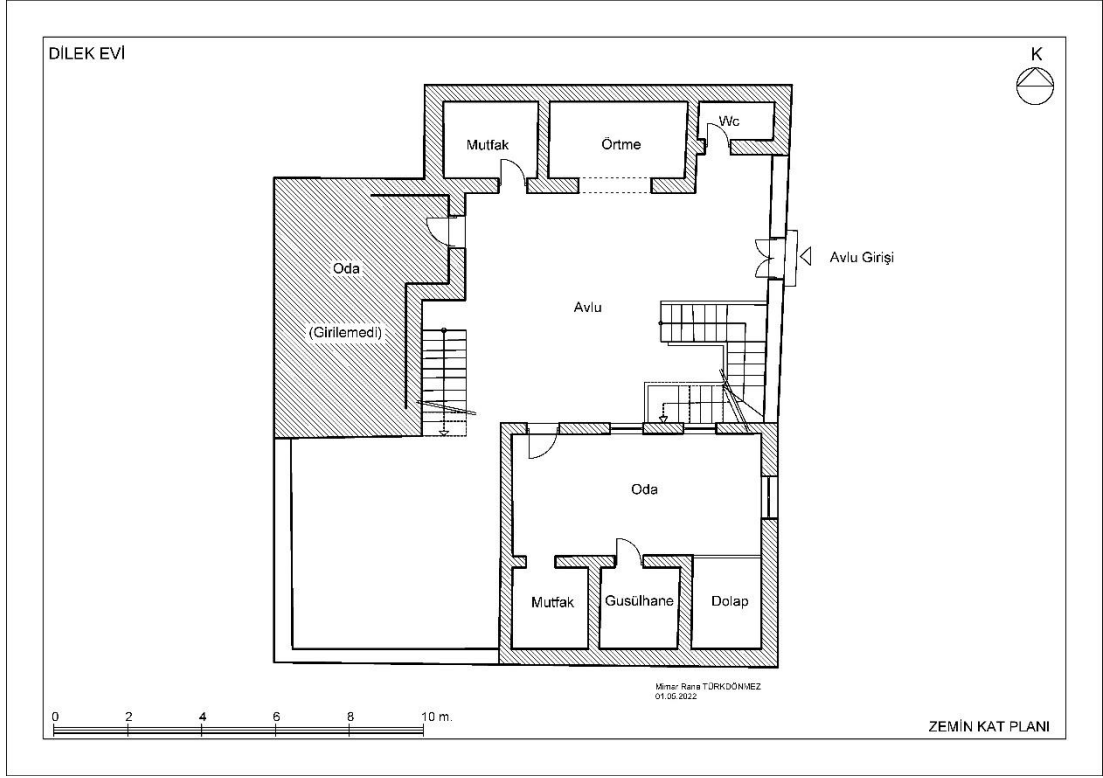 DİLEK EVİ
K
Mutfak
Örtme
Wc
Avlu Girişi
Oda
(Girilemedi)
Avlu
Oda
Mutfak
Gusülhane
Dolap
Mimar Rana TÜRKDÖNMEZ
01.05.2022
0 2 4 6 8 10 m.
ZEMİN KAT PLANI